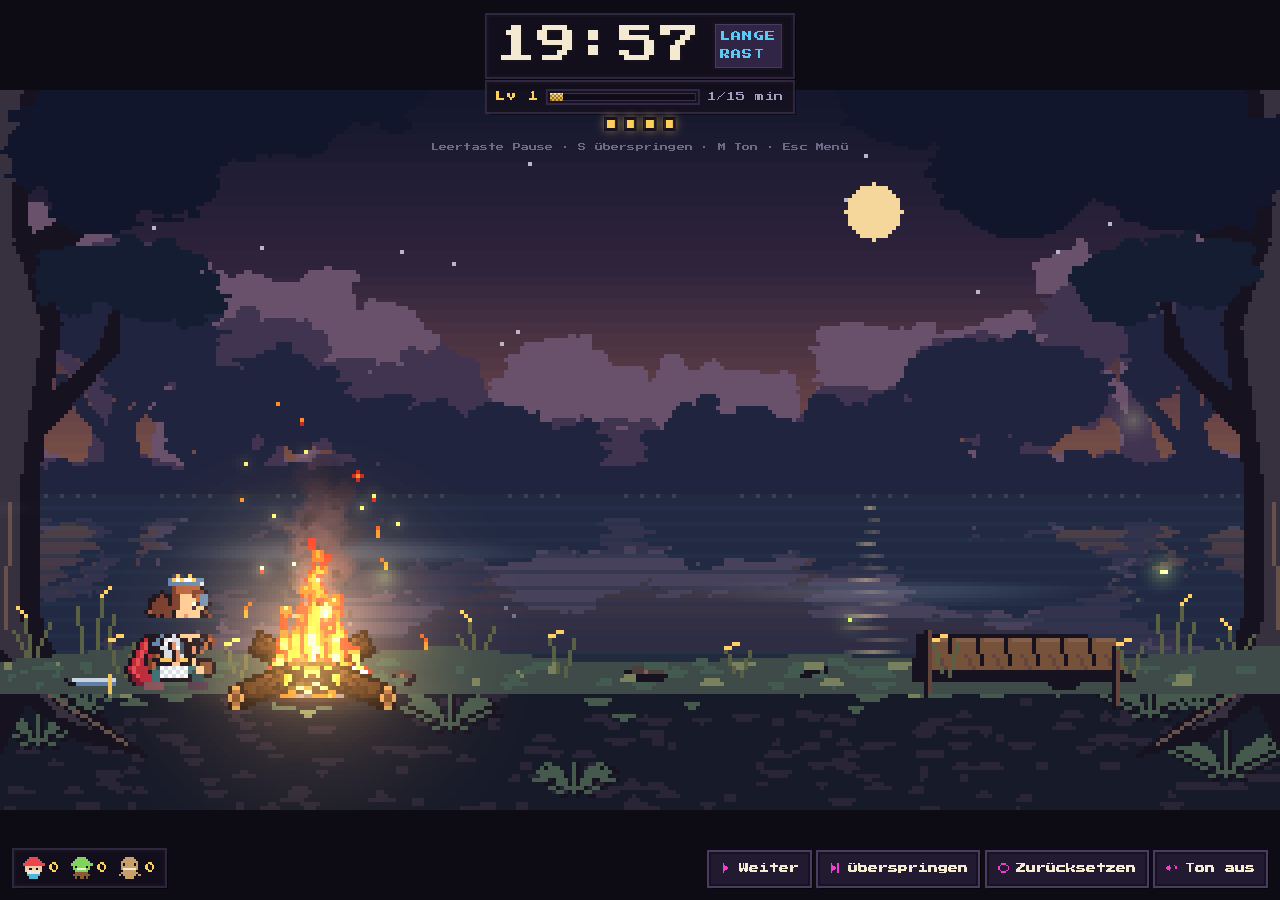 19:57
LANGE
RAST
Lv 1
1/15 min
Leertaste Pause · S überspringen · M Ton · Esc Menü
0 0 0
Weiter
Überspringen
Zurücksetzen
Ton aus